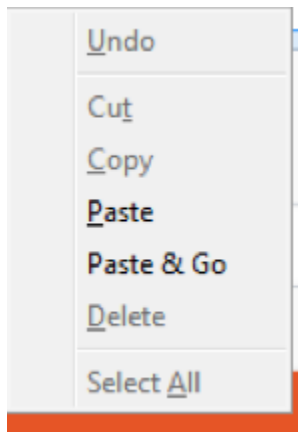 Undo
Cut
Copy
Paste
Paste & Go
Delete
Select All